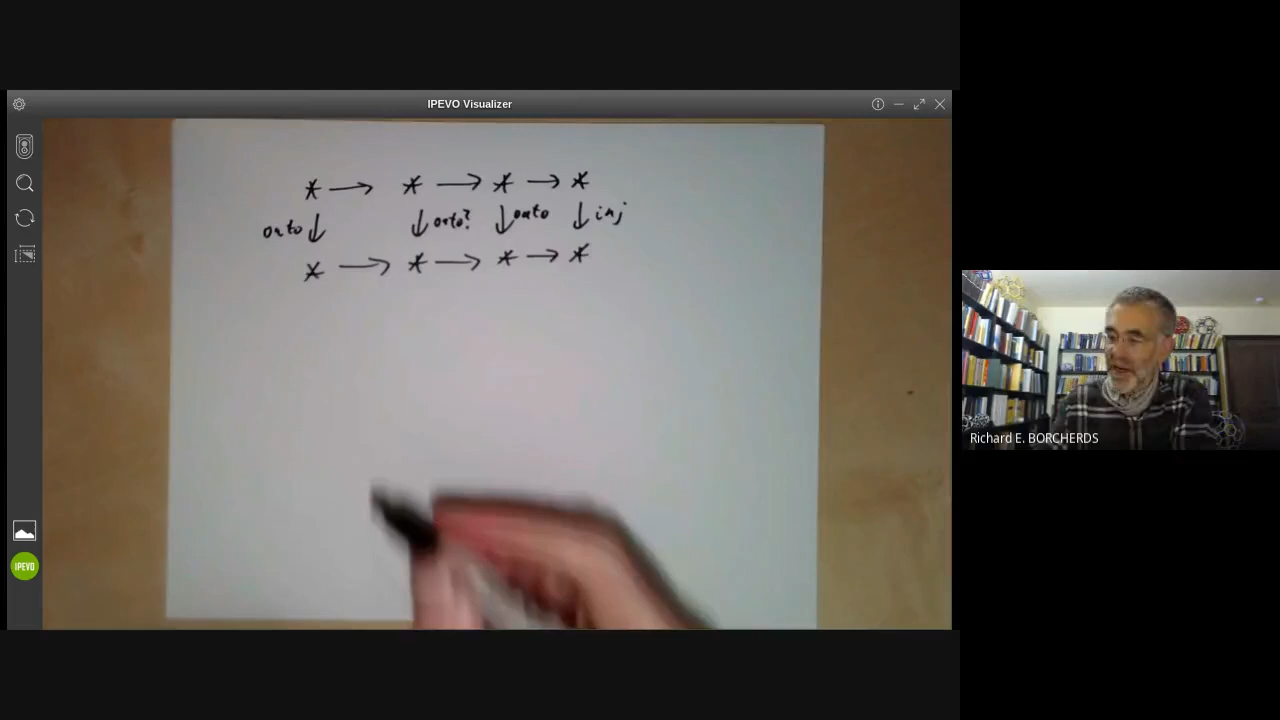 IPEVO Visualizer
* → * → * → *
onto ↓ ↓ onto? ↓ onto ↓ inj
* → * → * → *
Richard E. BORCHERDS
IPEVO